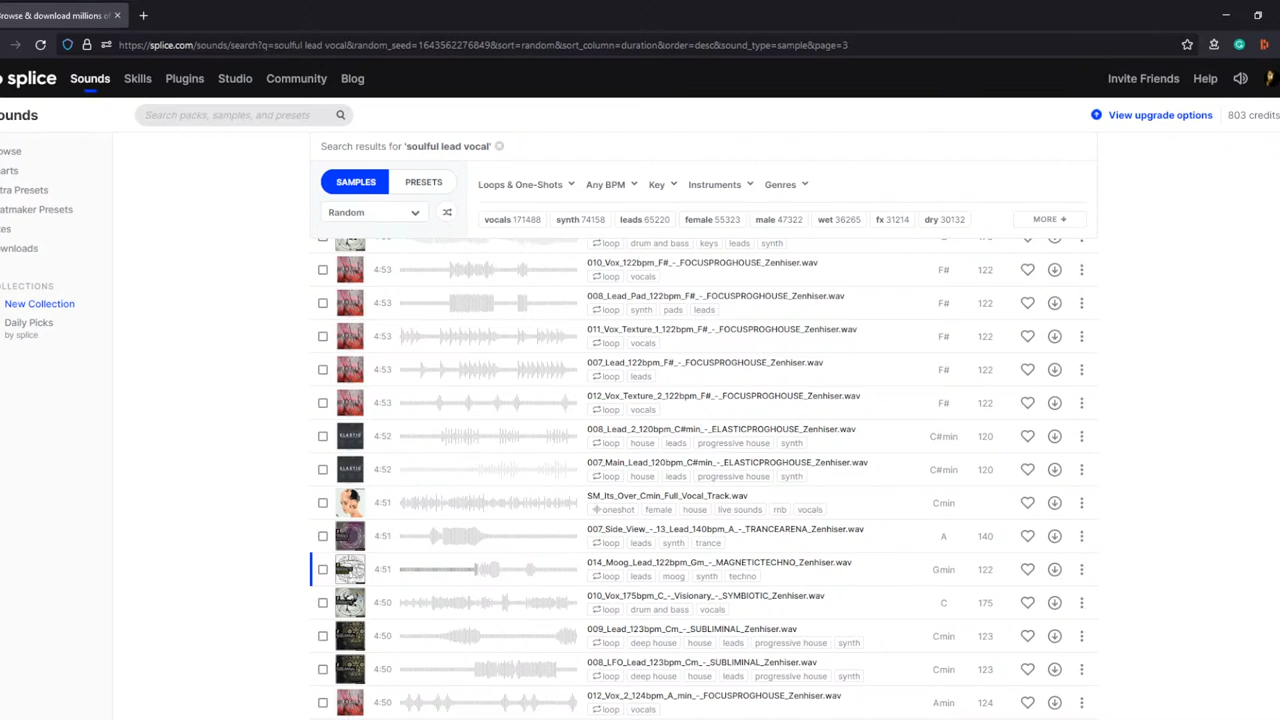 Browse & download millions of
https://splice.com/sounds/search?q=soulful lead vocal&random_seed=1643562276849&sort=random&sort_column=duration&order=desc&sound_type=sample&page=3
splice Sounds Skills Plugins Studio Community Blog Invite Friends Help
ounds Search packs, samples, and presets View upgrade options 803 credits
Search results for 'soulful lead vocal'
owse
arts
tra Presets
atmaker Presets
tes
ownloads
OLLECTIONS
New Collection
Daily Picks
by splice
SAMPLES PRESETS Loops & One-Shots Any BPM Key Instruments Genres
Random vocals 171488 synth 74158 leads 65220 female 55323 male 47322 wet 36265 fx 31214 dry 30132 MORE +
loop drum and bass keys leads synth
4:53 010_Vox_122bpm_F#_-_FOCUSPROGHOUSE_Zenhiser.wav F# 122
loop vocals
4:53 008_Lead_Pad_122bpm_F#_-_FOCUSPROGHOUSE_Zenhiser.wav F# 122
loop synth pads leads
4:53 011_Vox_Texture_1_122bpm_F#_-_FOCUSPROGHOUSE_Zenhiser.wav F# 122
loop vocals
4:53 007_Lead_122bpm_F#_-_FOCUSPROGHOUSE_Zenhiser.wav F# 122
loop leads
4:53 012_Vox_Texture_2_122bpm_F#_-_FOCUSPROGHOUSE_Zenhiser.wav F# 122
loop vocals
4:52 008_Lead_2_120bpm_C#min_-_ELASTICPROGHOUSE_Zenhiser.wav C#min 120
loop house leads progressive house synth
4:52 007_Main_Lead_120bpm_C#min_-_ELASTICPROGHOUSE_Zenhiser.wav C#min 120
loop house leads progressive house synth
4:51 SM_Its_Over_Cmin_Full_Vocal_Track.wav Cmin
oneshot female house live sounds rnb vocals
4:51 007_Side_View_-_13_Lead_140bpm_A_-_TRANCEARENA_Zenhiser.wav A 140
loop leads synth trance
4:51 014_Moog_Lead_122bpm_Gm_-_MAGNETICTECHNO_Zenhiser.wav Gmin 122
loop leads moog synth techno
4:50 010_Vox_175bpm_C_-_Visionary_-_SYMBIOTIC_Zenhiser.wav C 175
loop drum and bass vocals
4:50 009_Lead_123bpm_Cm_-_SUBLIMINAL_Zenhiser.wav Cmin 123
loop deep house house leads progressive house synth
4:50 008_LFO_Lead_123bpm_Cm_-_SUBLIMINAL_Zenhiser.wav Cmin 123
loop deep house house leads progressive house synth
4:50 012_Vox_2_124bpm_A_min_-_FOCUSPROGHOUSE_Zenhiser.wav Amin 124
loop vocals